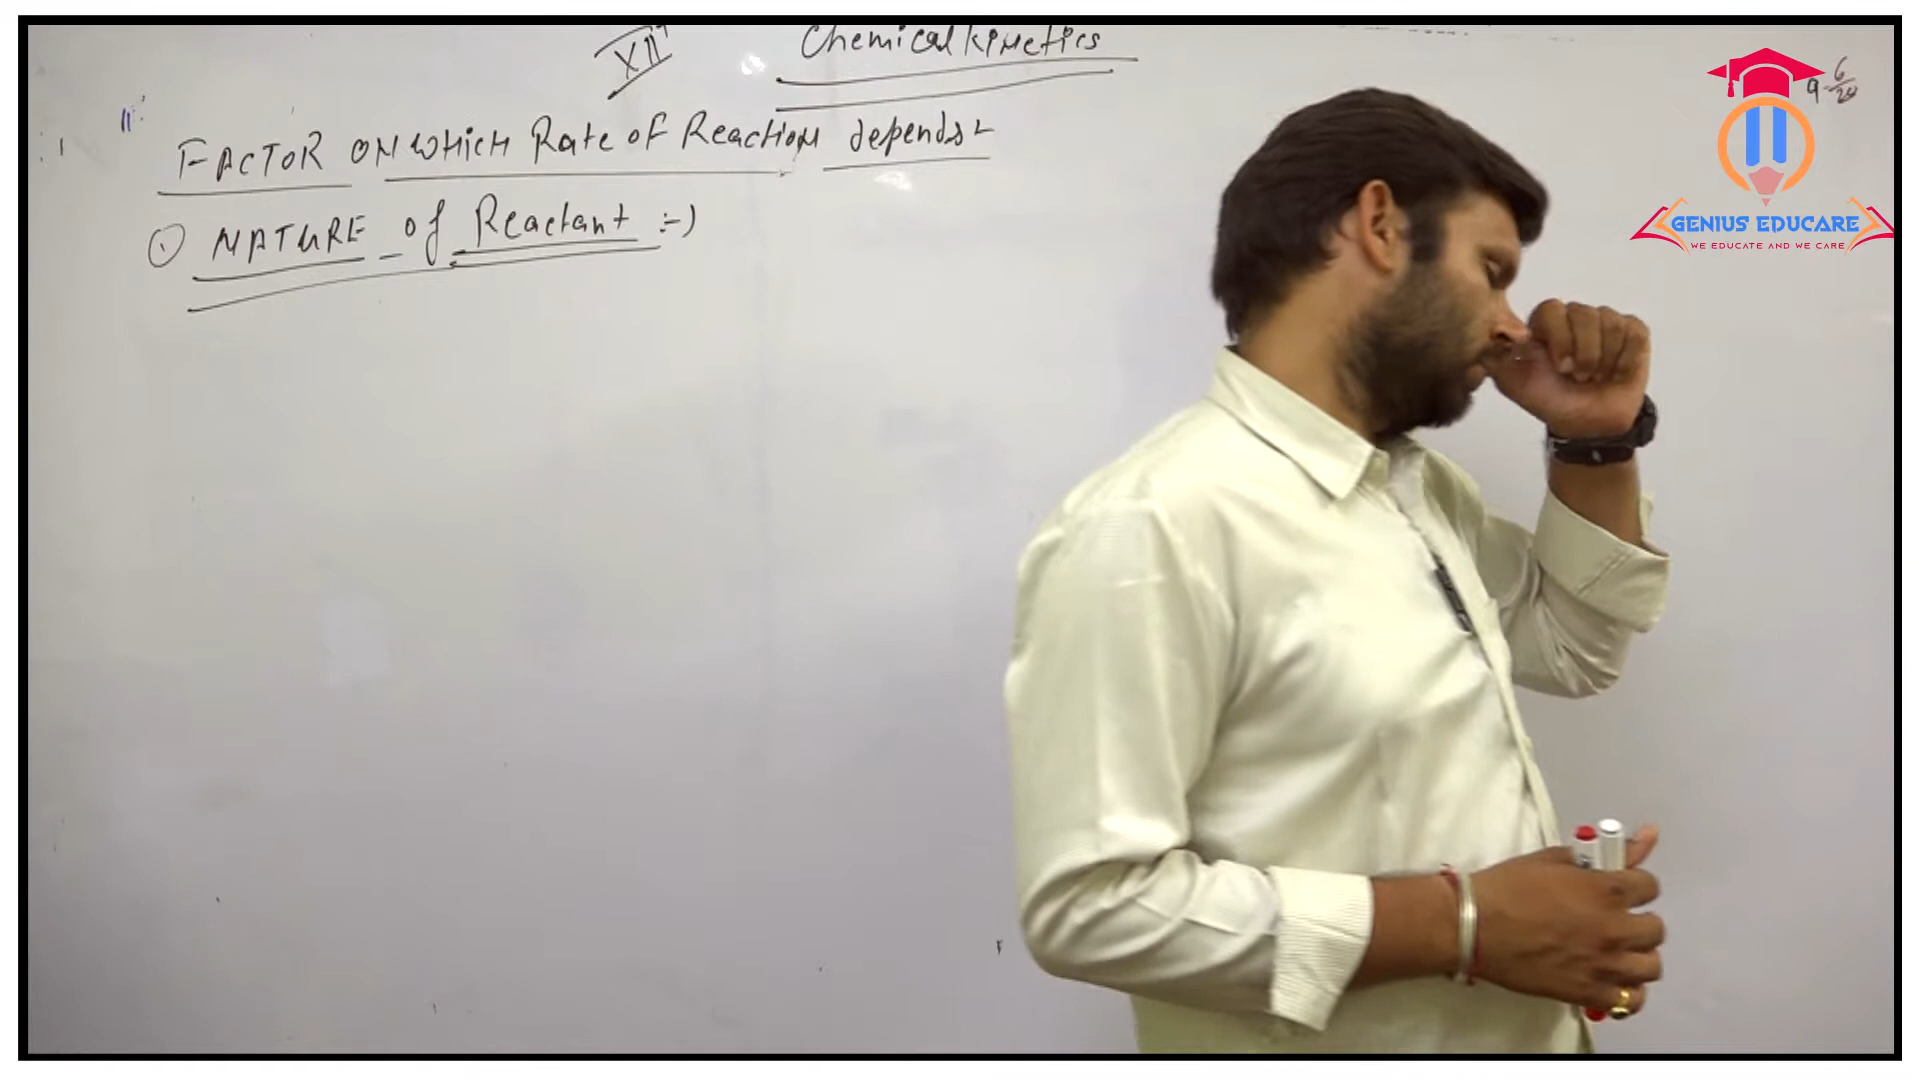 XII
Chemical kinetics
FACTOR ON WHICH Rate of Reaction depends
① NATURE of Reactant :-)
GENIUS EDUCARE
WE EDUCATE AND WE CARE